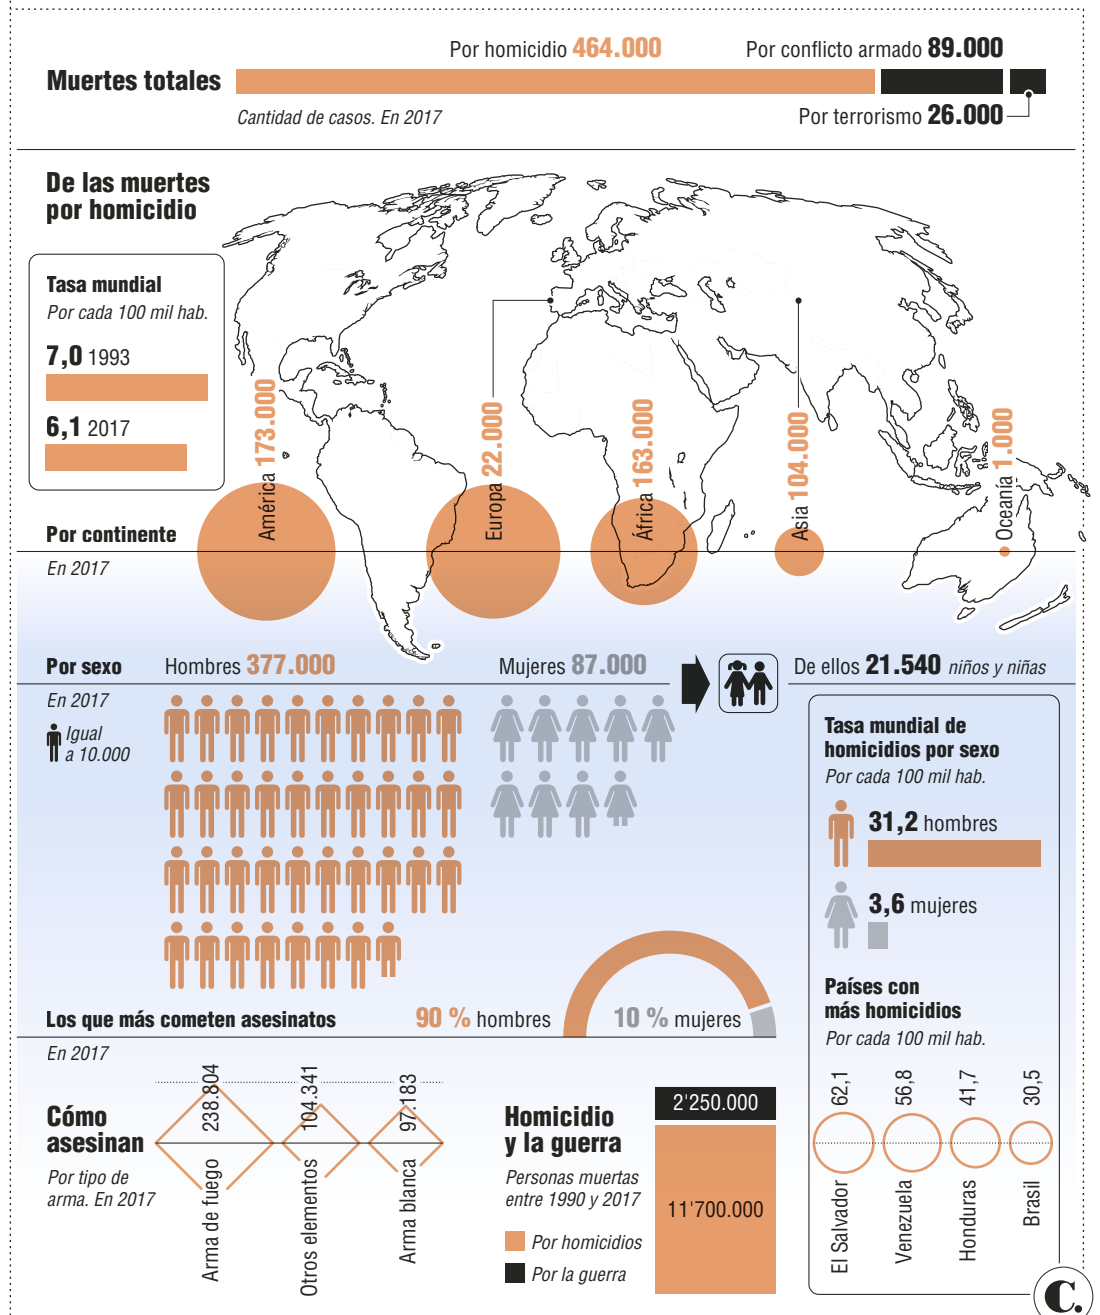 Por homicidio 464.000
Por conflicto armado 89.000
Muertes totales
Cantidad de casos. En 2017
Por terrorismo 26.000
De las muertes
por homicidio
Tasa mundial
Por cada 100 mil hab.
7,0 1993
6,1 2017
América 173.000
Europa 22.000
África 163.000
Asia 104.000
Oceanía 1.000
Por continente
En 2017
Por sexo
Hombres 377.000
Mujeres 87.000
De ellos 21.540 niños y niñas
En 2017
Igual
a 10.000
Tasa mundial de
homicidios por sexo
Por cada 100 mil hab.
31,2 hombres
3,6 mujeres
Los que más cometen asesinatos
90 % hombres
10 % mujeres
En 2017
Países con
más homicidios
Por cada 100 mil hab.
62,1
56,8
41,7
30,5
El Salvador
Venezuela
Honduras
Brasil
Cómo
asesinan
Por tipo de
arma. En 2017
238.804
104.341
97.183
Arma de fuego
Otros elementos
Arma blanca
Homicidio
y la guerra
Personas muertas
entre 1990 y 2017
Por homicidios
Por la guerra
2'250.000
11'700.000
C.